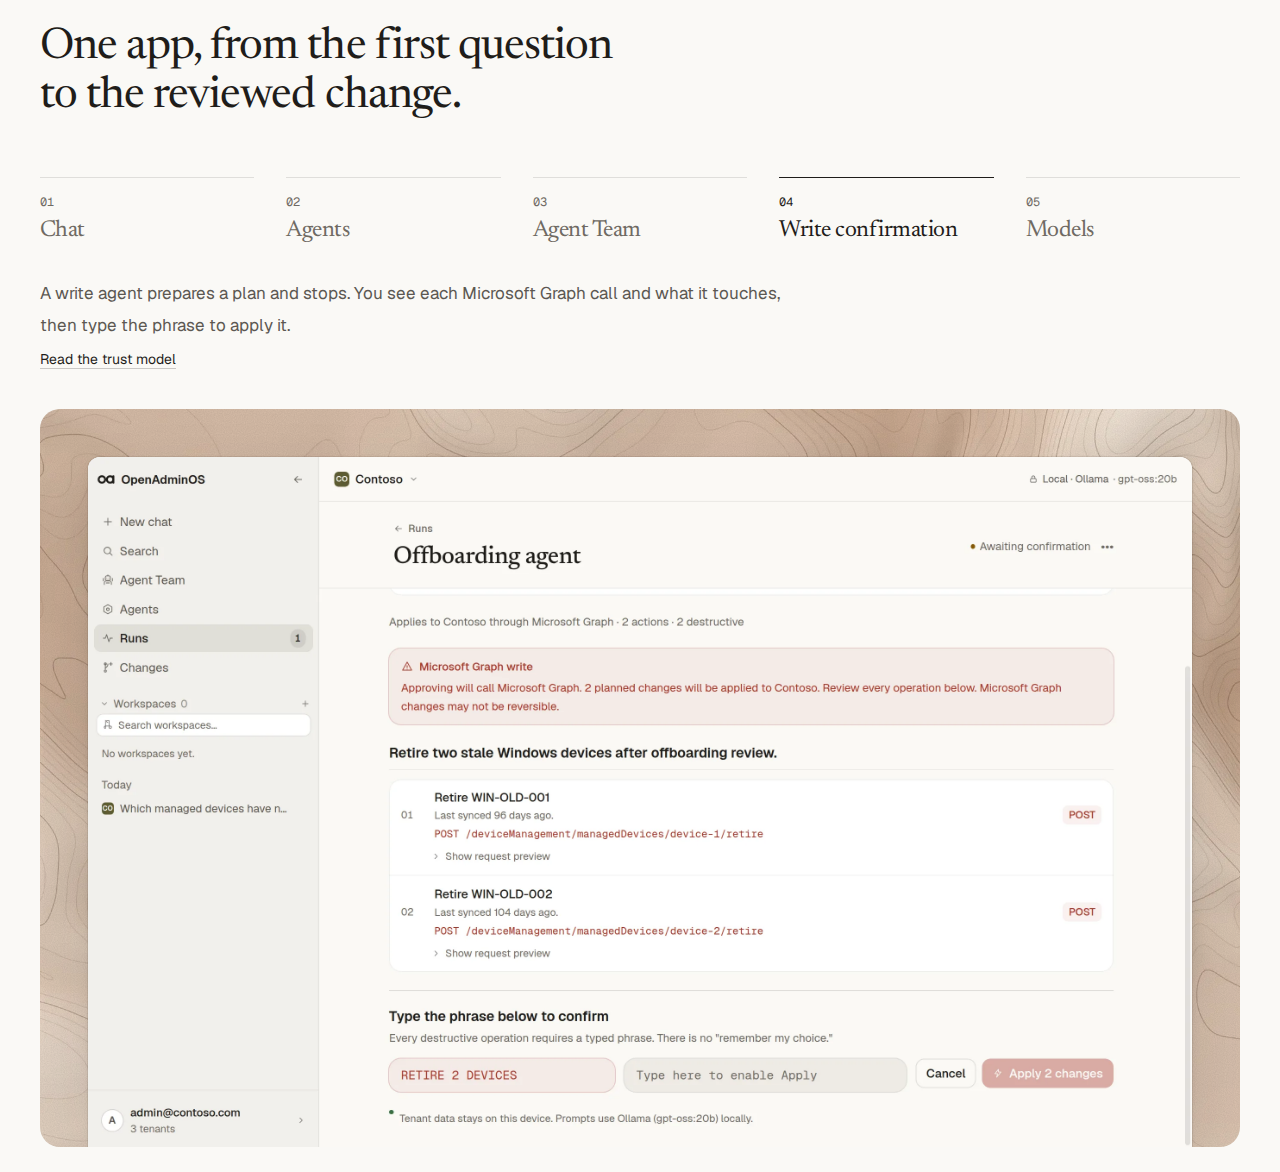 One app, from the first question
to the reviewed change.
01
Chat
02
Agents
03
Agent Team
04
Write confirmation
05
Models
A write agent prepares a plan and stops. You see each Microsoft Graph call and what it touches,
then type the phrase to apply it.
Read the trust model
oa OpenAdminOS
New chat
Search
Agent Team
Agents
Runs 1
Changes
Workspaces 0
Search workspaces...
No workspaces yet.
Today
CO Which managed devices have n...
A
admin@contoso.com
3 tenants
CO Contoso
Local · Ollama · gpt-oss:20b
Runs
Offboarding agent
Awaiting confirmation
Applies to Contoso through Microsoft Graph · 2 actions · 2 destructive
Microsoft Graph write
Approving will call Microsoft Graph. 2 planned changes will be applied to Contoso. Review every operation below. Microsoft Graph
changes may not be reversible.
Retire two stale Windows devices after offboarding review.
01
Retire WIN-OLD-001
Last synced 96 days ago.
POST /deviceManagement/managedDevices/device-1/retire
Show request preview
POST
02
Retire WIN-OLD-002
Last synced 104 days ago.
POST /deviceManagement/managedDevices/device-2/retire
Show request preview
POST
Type the phrase below to confirm
Every destructive operation requires a typed phrase. There is no "remember my choice."
RETIRE 2 DEVICES
Type here to enable Apply
Cancel
Apply 2 changes
Tenant data stays on this device. Prompts use Ollama (gpt-oss:20b) locally.